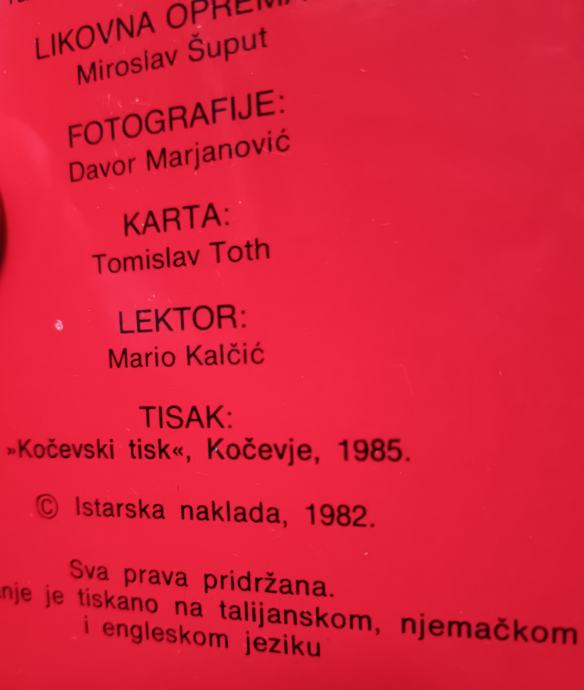 LIKOVNA OPREMA
Miroslav Šuput
FOTOGRAFIJE:
Davor Marjanović
KARTA:
Tomislav Toth
LEKTOR:
Mario Kalčić
TISAK:
»Kočevski tisk«, Kočevje, 1985.
© Istarska naklada, 1982.
Sva prava pridržana.
je tiskano na talijanskom, njemačkom
i engleskom jeziku